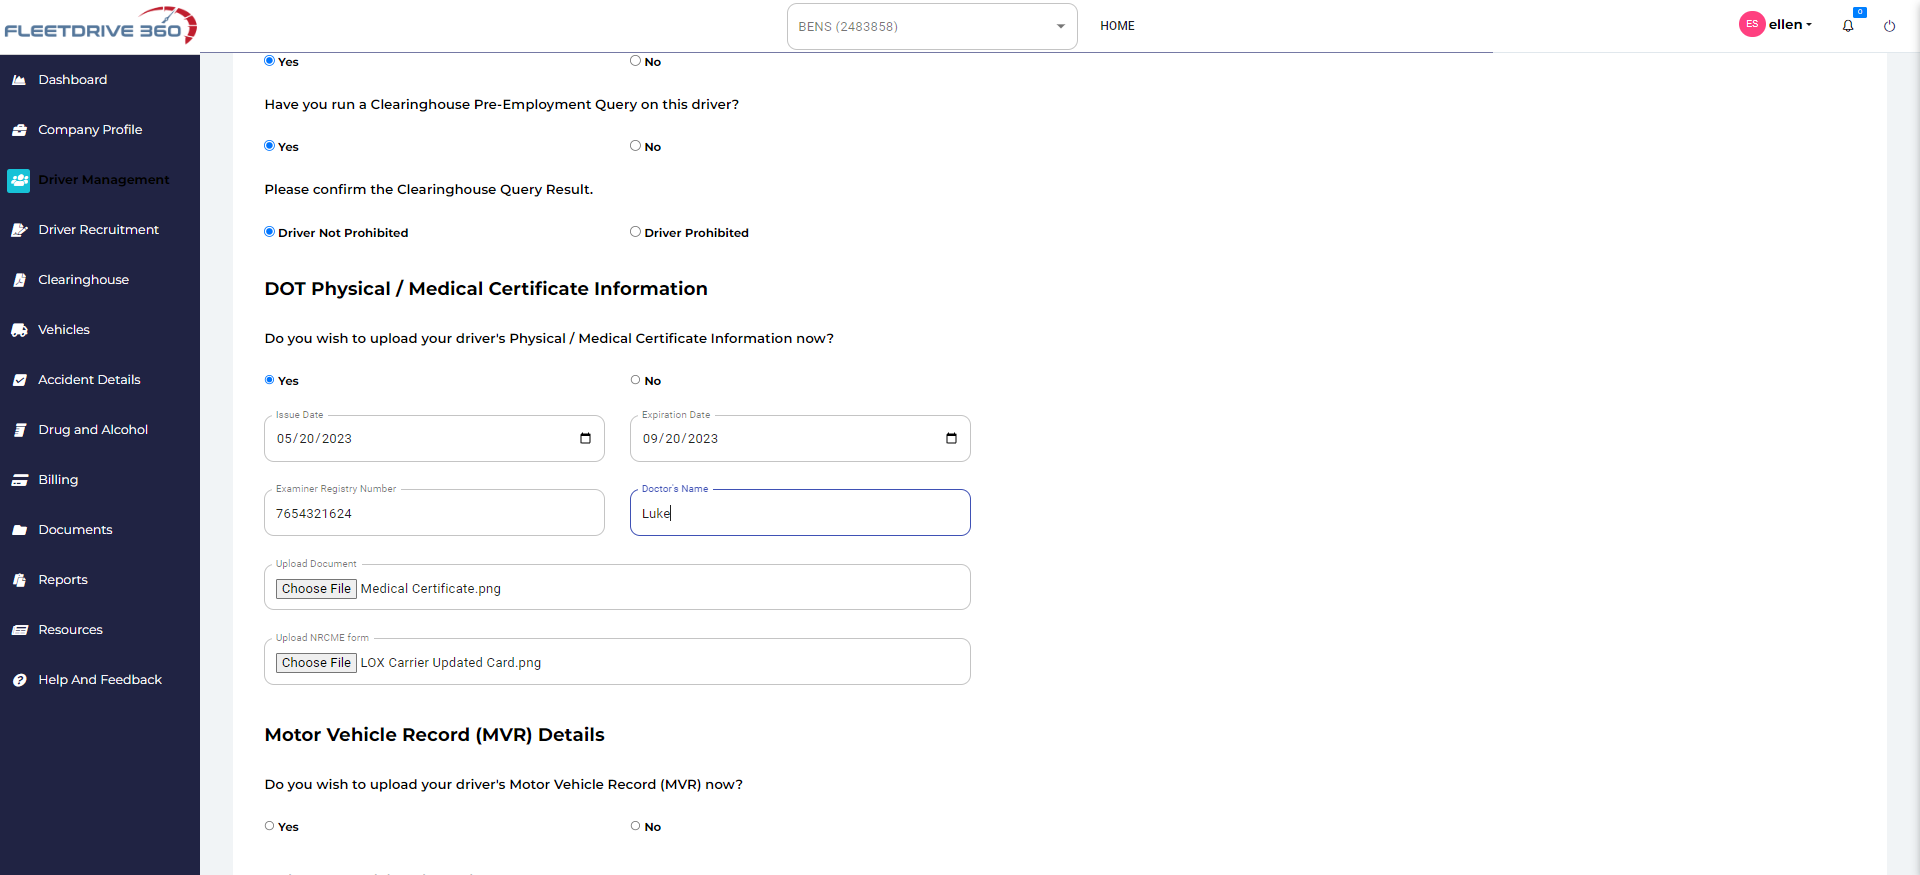 FLEETDRIVE 360
BENS (2483858)
HOME
ES
ellen
0
Dashboard
Company Profile
Driver Management
Driver Recruitment
Clearinghouse
Vehicles
Accident Details
Drug and Alcohol
Billing
Documents
Reports
Resources
Help And Feedback
Yes No
Have you run a Clearinghouse Pre-Employment Query on this driver?
Yes No
Please confirm the Clearinghouse Query Result.
Driver Not Prohibited Driver Prohibited
DOT Physical / Medical Certificate Information
Do you wish to upload your driver's Physical / Medical Certificate Information now?
Yes No
Issue Date Expiration Date
05/20/2023 09/20/2023
Examiner Registry Number Doctor's Name
7654321624 Luke
Upload Document
Choose File Medical Certificate.png
Upload NRCME form
Choose File LOX Carrier Updated Card.png
Motor Vehicle Record (MVR) Details
Do you wish to upload your driver's Motor Vehicle Record (MVR) now?
Yes No